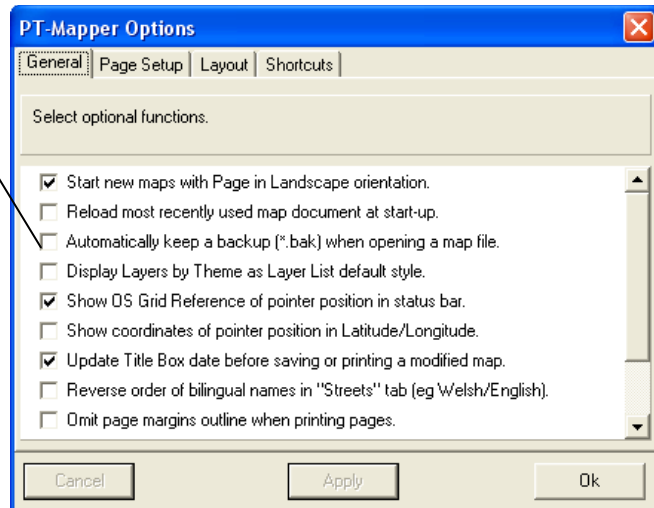 PT-Mapper Options
General Page Setup Layout Shortcuts
Select optional functions.
Start new maps with Page in Landscape orientation.
Reload most recently used map document at start-up.
Automatically keep a backup (*.bak) when opening a map file.
Display Layers by Theme as Layer List default style.
Show OS Grid Reference of pointer position in status bar.
Show coordinates of pointer position in Latitude/Longitude.
Update Title Box date before saving or printing a modified map.
Reverse order of bilingual names in "Streets" tab (eg Welsh/English).
Omit page margins outline when printing pages.
Cancel Apply Ok